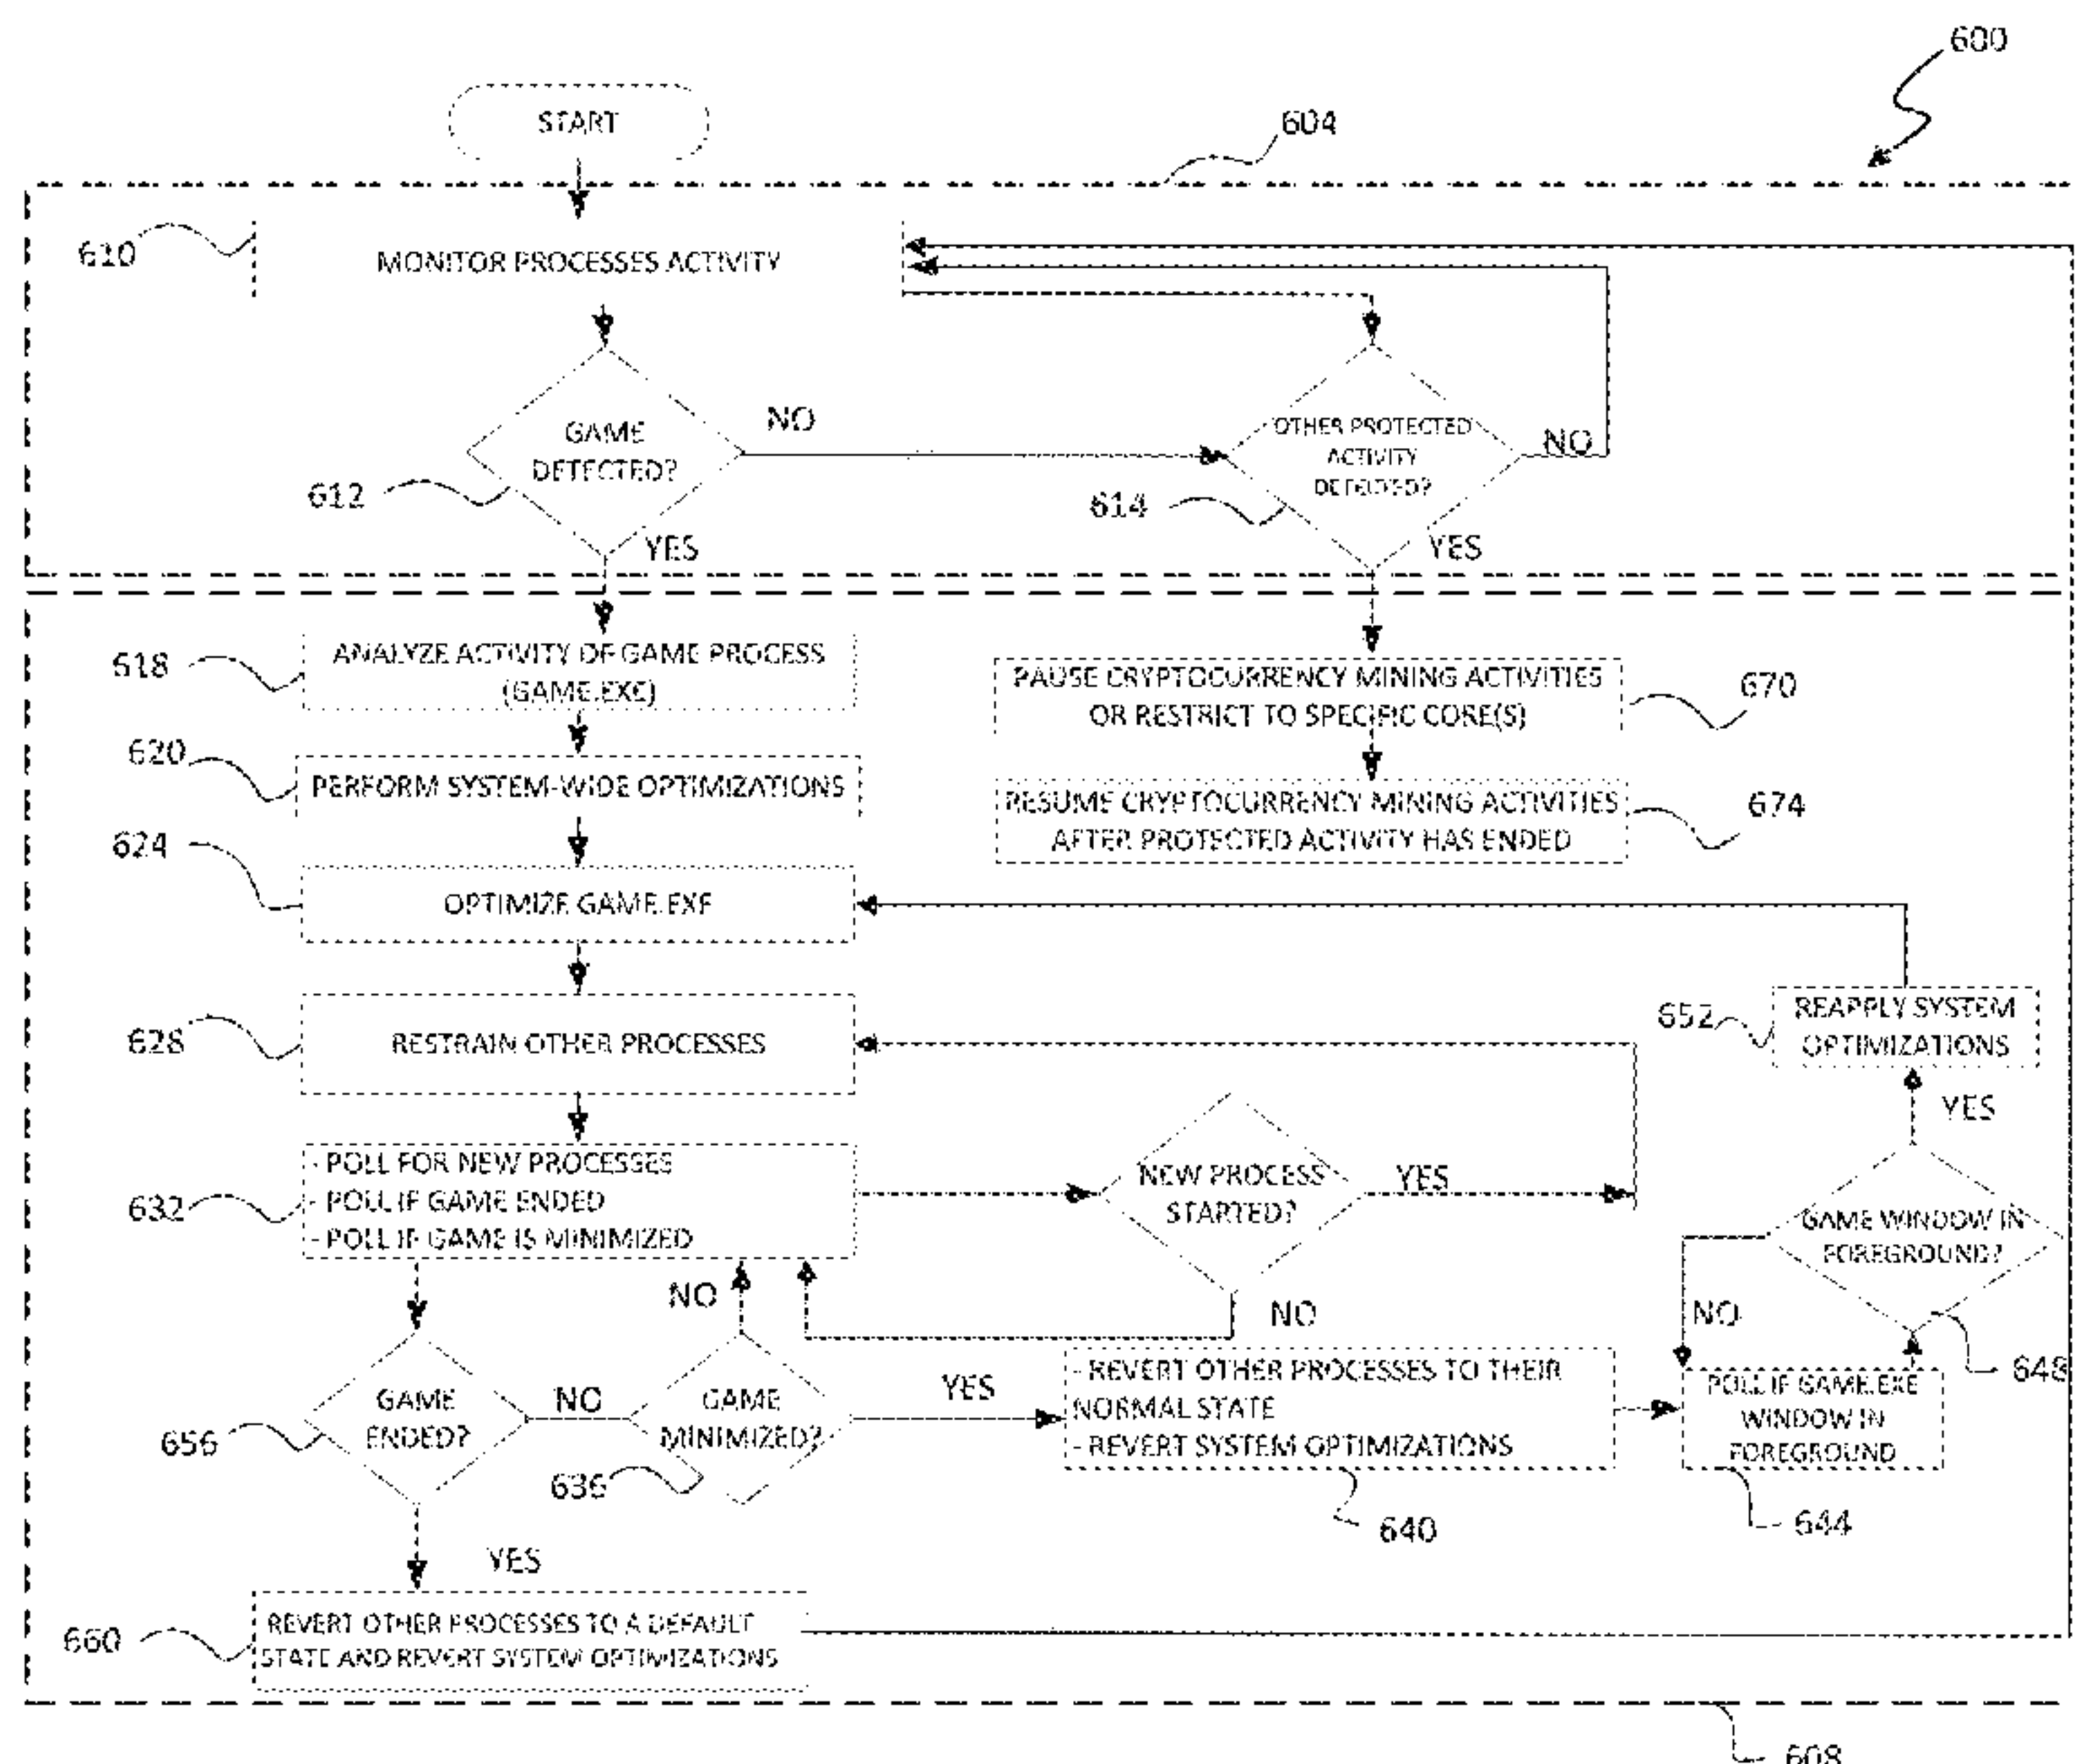 600
START
604
610
MONITOR PROCESSES ACTIVITY
GAME
DETECTED?
NO
612
YES
OTHER PROTECTED
ACTIVITY
DETECTED?
NO
614
YES
618
ANALYZE ACTIVITY OF GAME PROCESS
(GAME.EXE)
PAUSE CRYPTOCURRENCY MINING ACTIVITIES
OR RESTRICT TO SPECIFIC CORE(S)
670
620
PERFORM SYSTEM-WIDE OPTIMIZATIONS
RESUME CRYPTOCURRENCY MINING ACTIVITIES
AFTER PROTECTED ACTIVITY HAS ENDED
674
624
OPTIMIZE GAME.EXE
628
RESTRAIN OTHER PROCESSES
652
REAPPLY SYSTEM
OPTIMIZATIONS
YES
632
- POLL FOR NEW PROCESSES
- POLL IF GAME ENDED
- POLL IF GAME IS MINIMIZED
NEW PROCESS
STARTED?
YES
NO
GAME WINDOW IN
FOREGROUND?
NO
648
NO
GAME
ENDED?
656
NO
GAME
MINIMIZED?
636
YES
- REVERT OTHER PROCESSES TO THEIR
NORMAL STATE
- REVERT SYSTEM OPTIMIZATIONS
640
POLL IF GAME.EXE
WINDOW IN
FOREGROUND
644
YES
660
REVERT OTHER PROCESSES TO A DEFAULT
STATE AND REVERT SYSTEM OPTIMIZATIONS
608